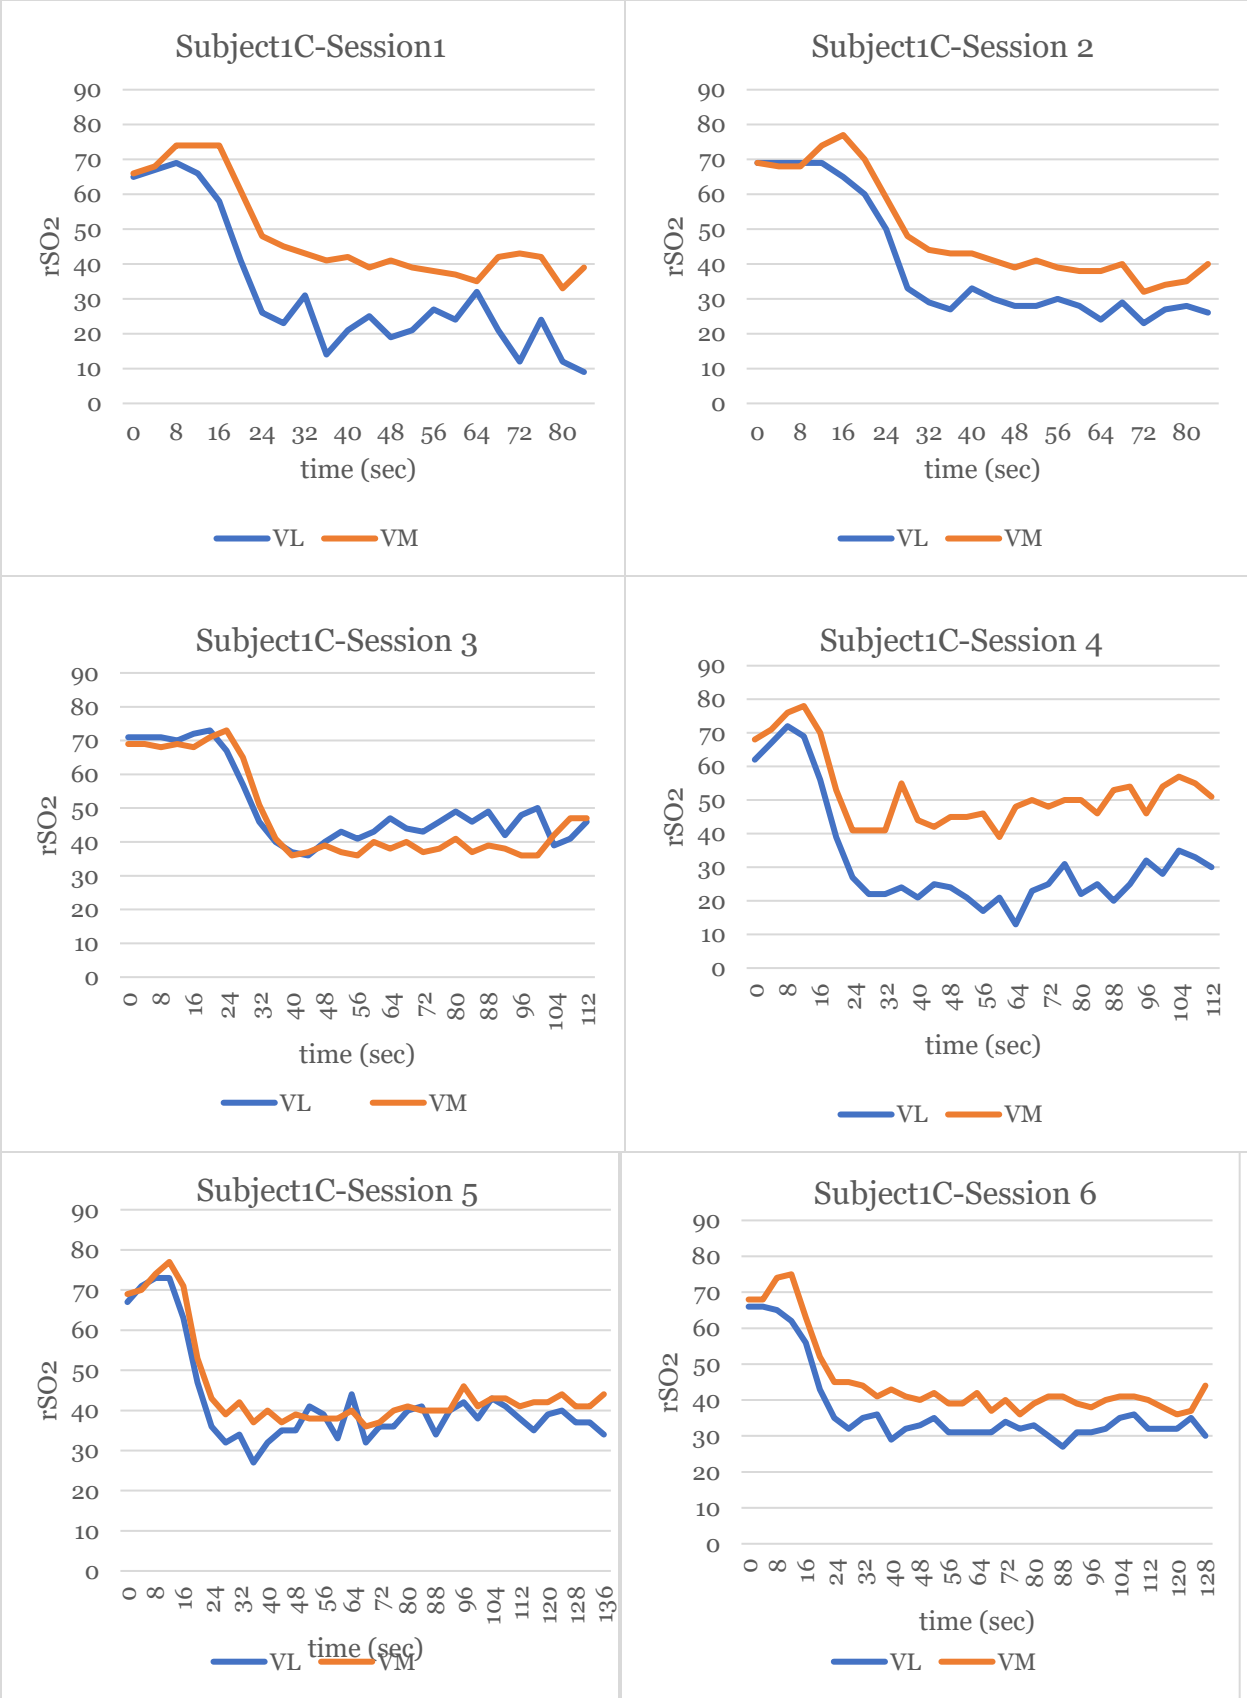 Subject1C-Session1
90
80
70
60
50
40
30
20
10
0
rSO2
0 8 16 24 32 40 48 56 64 72 80
time (sec)
VL VM
Subject1C-Session 2
90
80
70
60
50
40
30
20
10
0
rSO2
0 8 16 24 32 40 48 56 64 72 80
time (sec)
VL VM
Subject1C-Session 3
90
80
70
60
50
40
30
20
10
0
rSO2
0 8 16 24 32 40 48 56 64 72 80 88 96 104 112
time (sec)
VL VM
Subject1C-Session 4
90
80
70
60
50
40
30
20
10
0
rSO2
0 8 16 24 32 40 48 56 64 72 80 88 96 104 112
time (sec)
VL VM
Subject1C-Session 5
90
80
70
60
50
40
30
20
10
0
rSO2
0 8 16 24 32 40 48 56 64 72 80 88 96 104 112 120 128 136
time (sec)
VL VM
Subject1C-Session 6
90
80
70
60
50
40
30
20
10
0
rSO2
0 8 16 24 32 40 48 56 64 72 80 88 96 104 112 120 128
time (sec)
VL VM